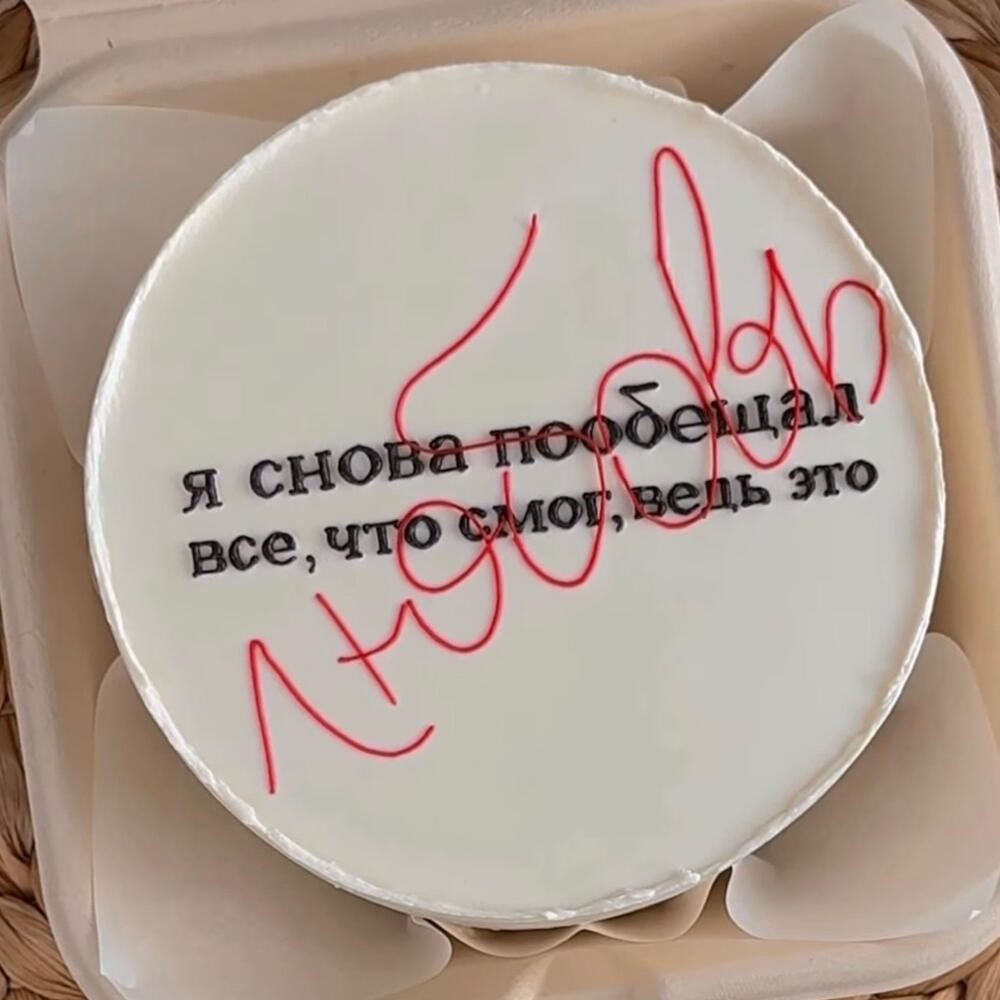 я снова пообещал
все, что смог, ведь это
любовь